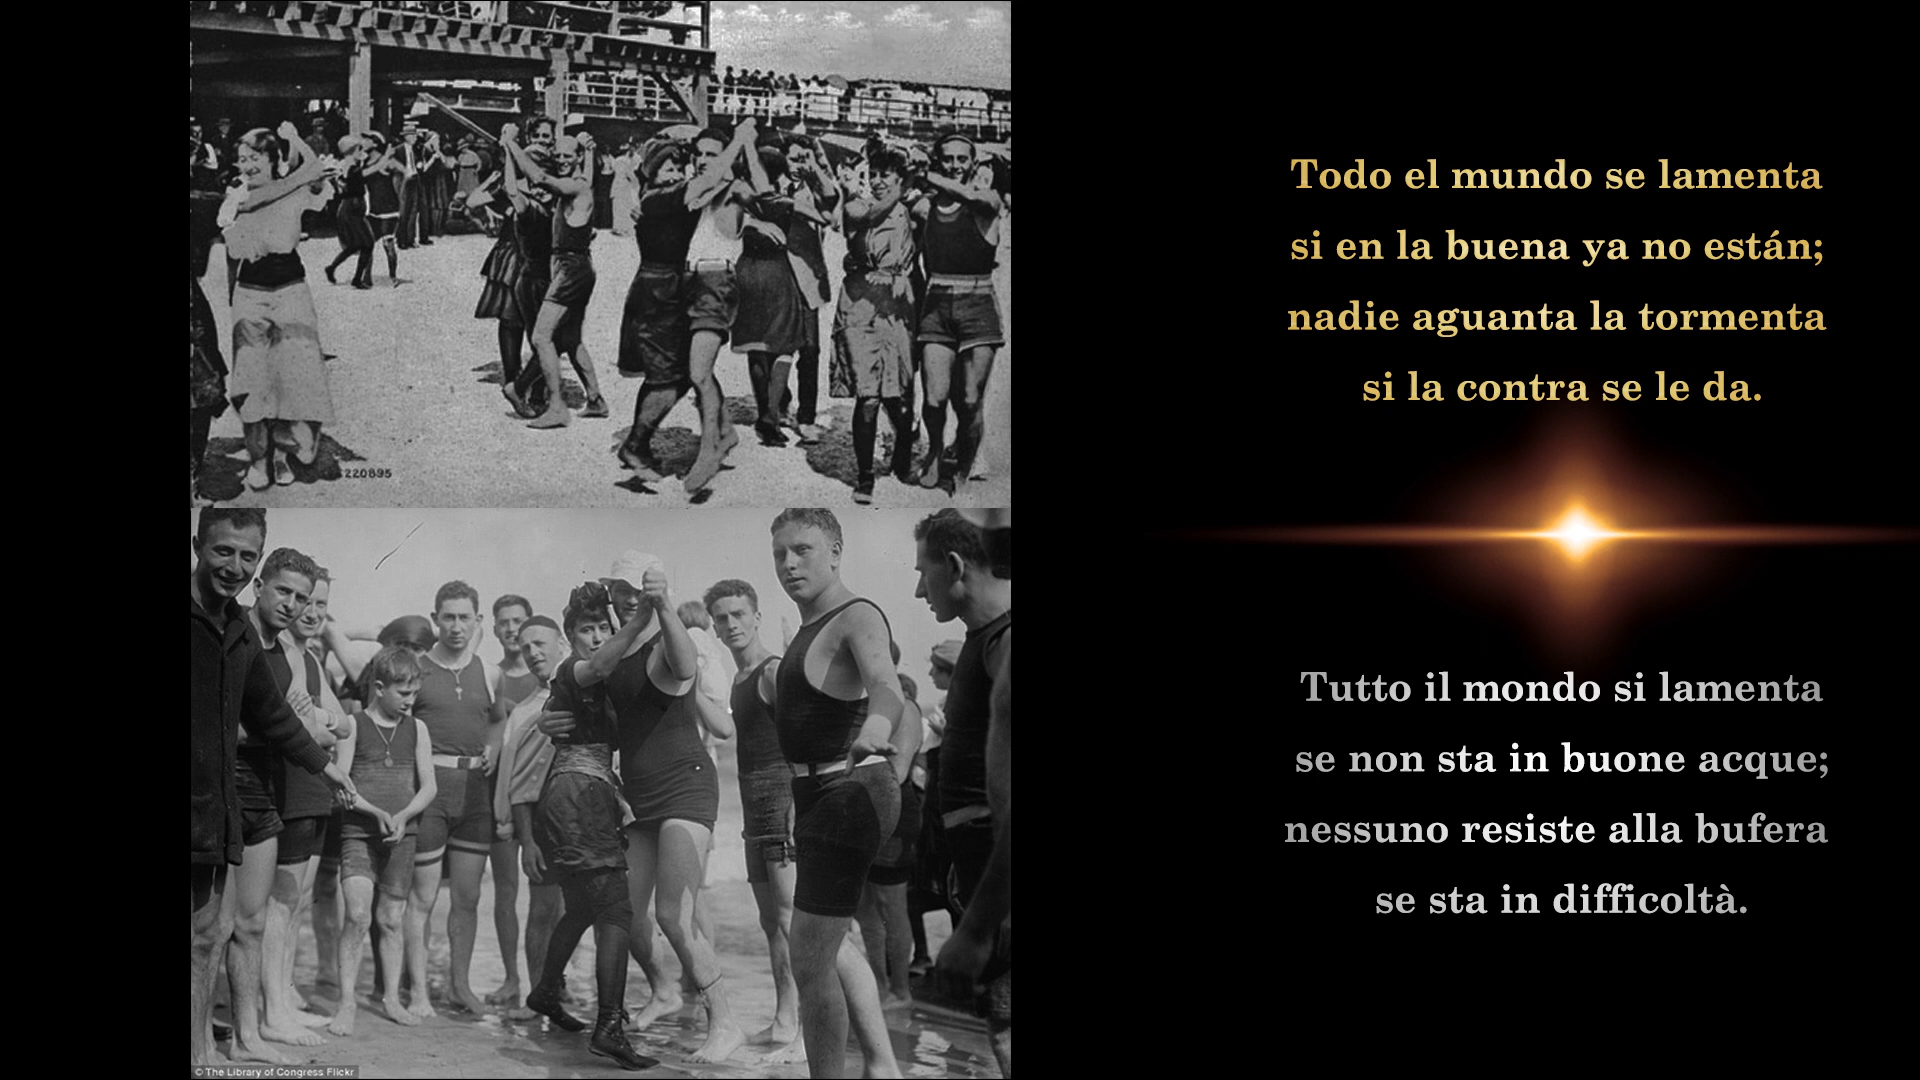 Todo el mundo se lamenta
si en la buena ya no están;
nadie aguanta la tormenta
si la contra se le da.
220895
Tutto il mondo si lamenta
se non sta in buone acque;
nessuno resiste alla bufera
se sta in difficoltà.
© The Library of Congress Flickr